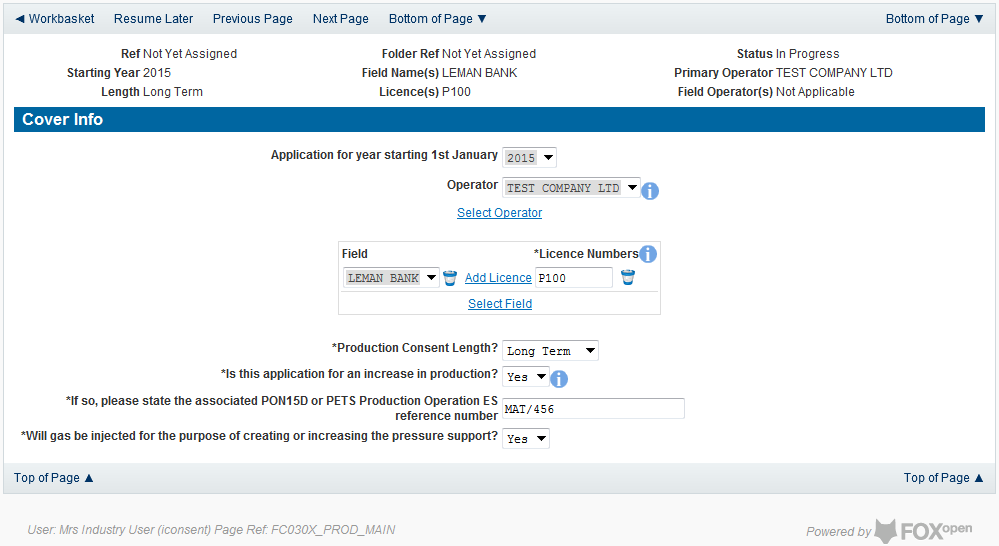 ◄ Workbasket Resume Later Previous Page Next Page Bottom of Page ▼ Bottom of Page ▼
Ref Not Yet Assigned Folder Ref Not Yet Assigned Status In Progress
Starting Year 2015 Field Name(s) LEMAN BANK Primary Operator TEST COMPANY LTD
Length Long Term Licence(s) P100 Field Operator(s) Not Applicable
Cover Info
Application for year starting 1st January 2015
Operator TEST COMPANY LTD
Select Operator
Field *Licence Numbers
LEMAN BANK Add Licence P100
Select Field
*Production Consent Length? Long Term
*Is this application for an increase in production? Yes
*If so, please state the associated PON15D or PETS Production Operation ES
reference number MAT/456
*Will gas be injected for the purpose of creating or increasing the pressure support? Yes
Top of Page ▲ Top of Page ▲
User: Mrs Industry User (iconsent) Page Ref: FC030X_PROD_MAIN Powered by FOXopen